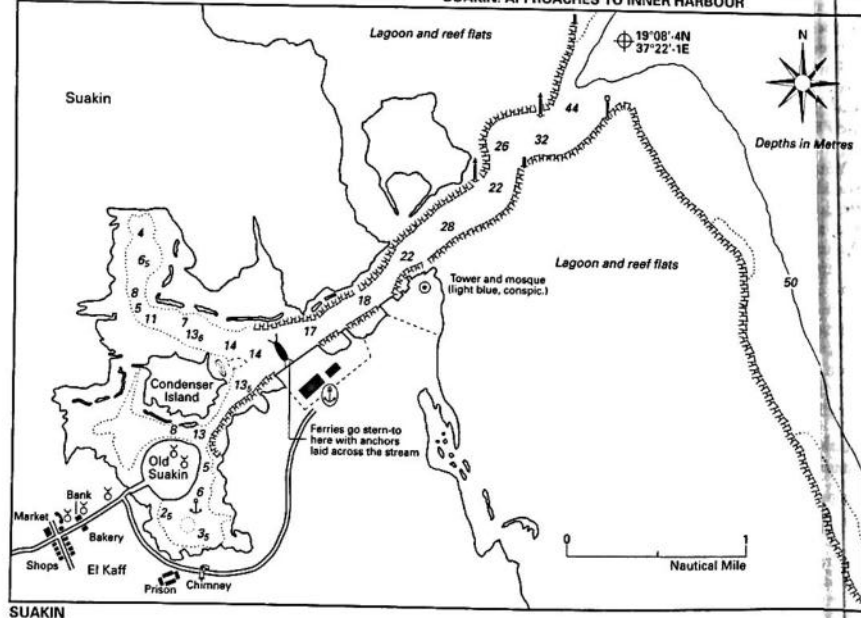 SUAKIN: APPROACHES TO INNER HARBOUR
Lagoon and reef flats
19°08'·4N
37°22'·1E
N
Suakin
44
32
26
Depths in Metres
22
28
22
Lagoon and reef flats
4
6₅
Tower and mosque
(light blue, conspic.)
50
18
8
5
7
17
11
13₆
14
14
Condenser
Island
13₅
8
13
Ferries go stern-to
here with anchors
laid across the stream
Old
Suakin
5
Bank
6
Market
2₅
Bakery
3₅
0
1
Nautical Mile
Shops
El Kaff
Prison
Chimney
SUAKIN